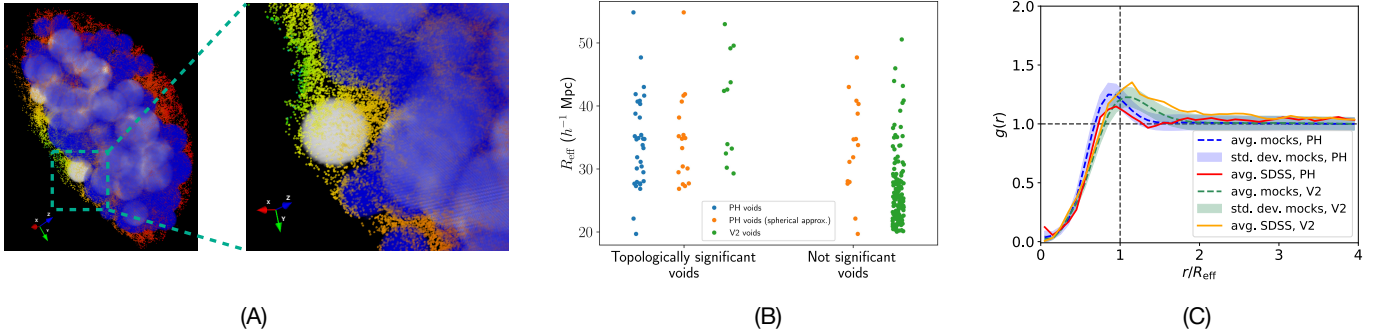 X
Z
Y
X
Z
Y
(A)
50
40
30
20
R_eff (h⁻¹ Mpc)
PH voids
PH voids (spherical approx.)
V2 voids
Topologically significant
voids
Not significant
voids
(B)
2.0
1.5
1.0
0.5
0.0
g(r)
avg. mocks, PH
std. dev. mocks, PH
avg. SDSS, PH
avg. mocks, V2
std. dev. mocks, V2
avg. SDSS, V2
0 1 2 3 4
r/R_eff
(C)